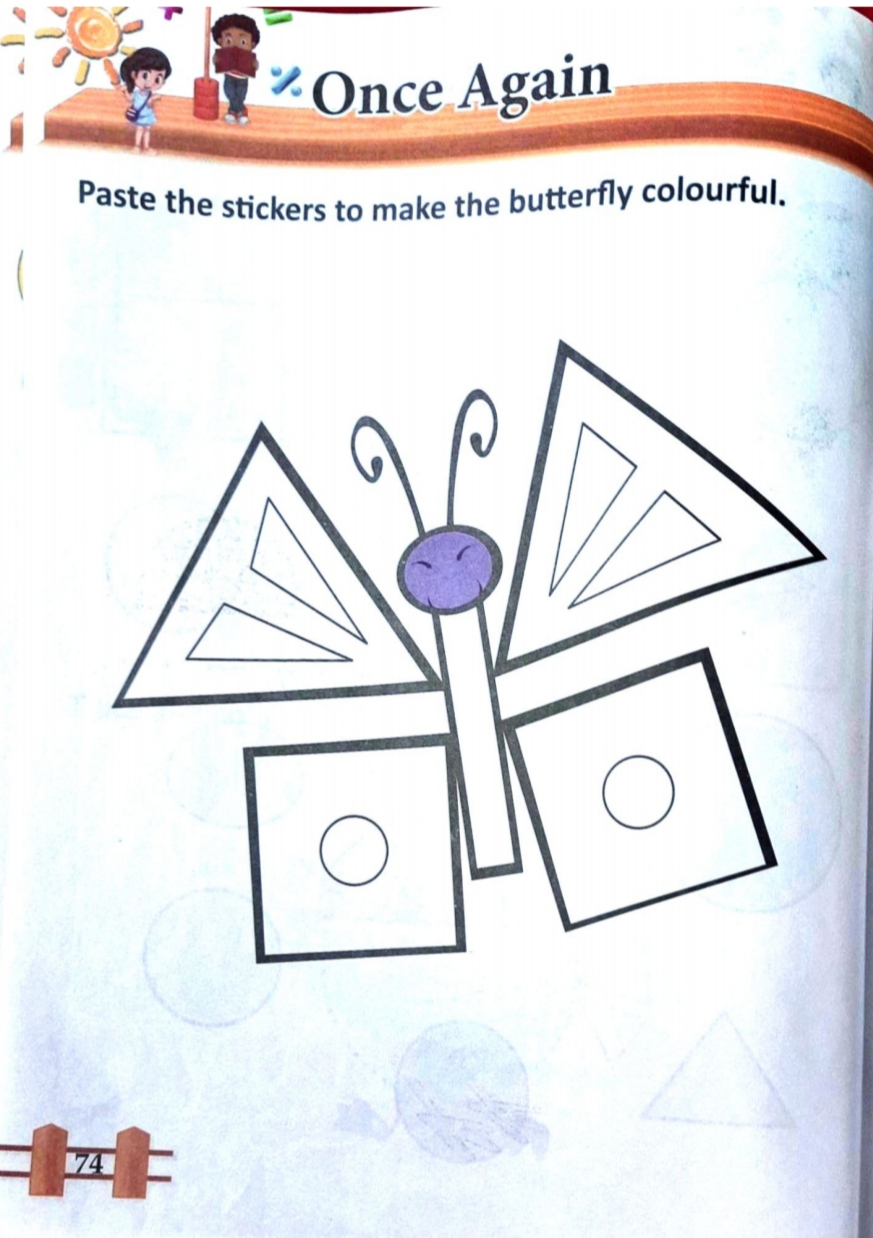 Once Again
Paste the stickers to make the butterfly colourful.
74